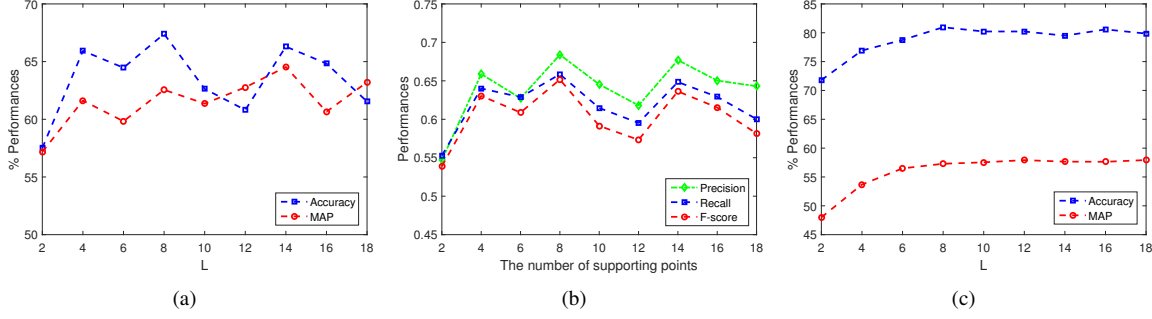 % Performances
70
65
60
55
50
2 4 6 8 10 12 14 16 18
L
Accuracy
MAP
(a)
Performances
0.75
0.7
0.65
0.6
0.55
0.5
0.45
2 4 6 8 10 12 14 16 18
The number of supporting points
Precision
Recall
F-score
(b)
% Performances
85
80
75
70
65
60
55
50
45
2 4 6 8 10 12 14 16 18
L
Accuracy
MAP
(c)